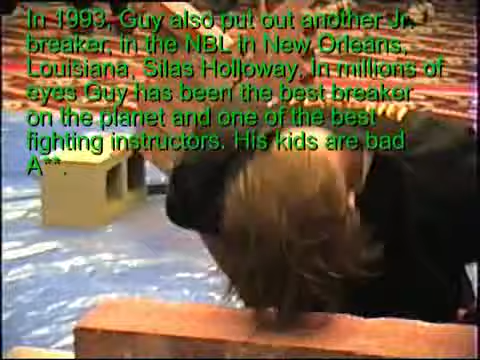 In 1993, Guy also put out another Jr.
breaker, in the NBL in New Orleans,
Louisiana, Silas Holloway. In millions of
eyes Guy has been the best breaker
on the planet and one of the best
fighting instructors. His kids are bad
A**.